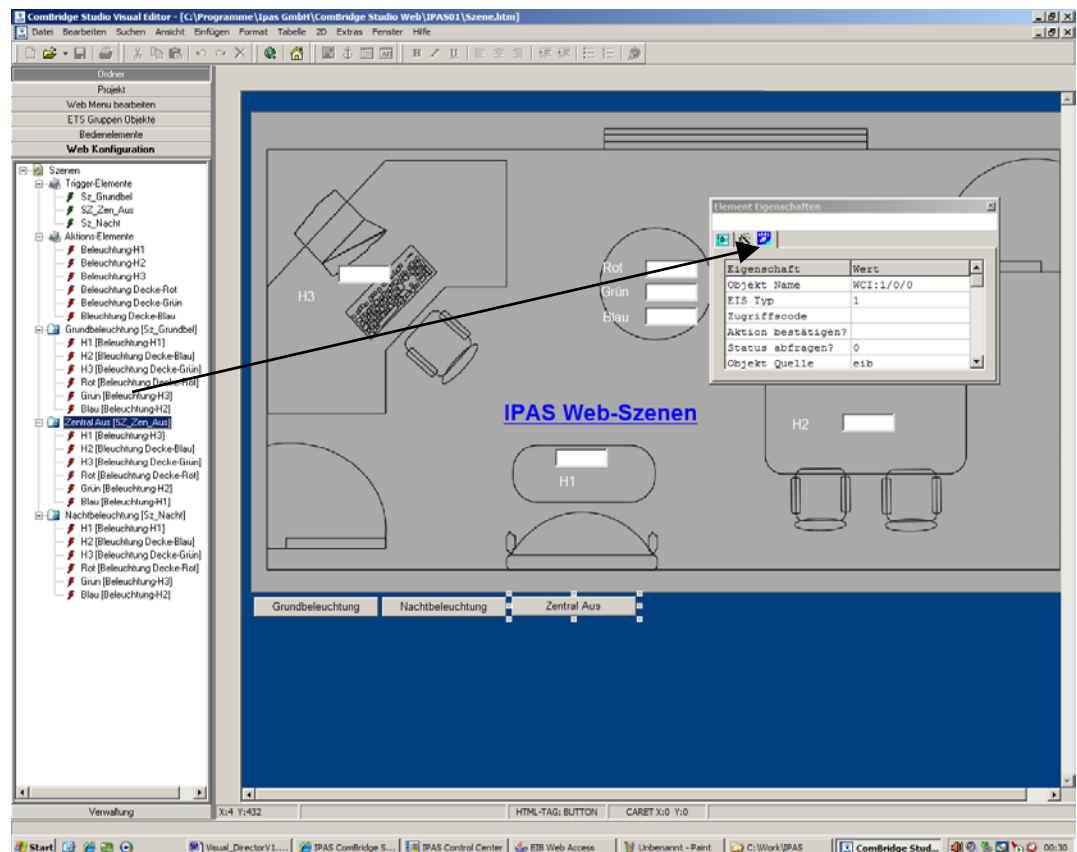 ComBridge Studio Visual Editor - [C:\Programme\Ipas GmbH\ComBridge Studio Web\IPAS01\Szene.htm]
Datei Bearbeiten Suchen Ansicht Einfügen Format Tabelle 2D Extras Fenster Hilfe
B I U
Ordner
Projekt
Web Menu bearbeiten
ETS Gruppen Objekte
Bedienelemente
Web Konfiguration
Szenen
Trigger-Elemente
Sz_Grundbel
SZ_Zen_Aus
Sz_Nacht
Aktions-Elemente
Beleuchtung-H1
Beleuchtung-H2
Beleuchtung-H3
Beleuchtung Decke-Rot
Beleuchtung Decke-Grün
Bleuchtung Decke-Blau
Grundbeleuchtung [Sz_Grundbel]
H1 [Beleuchtung-H1]
H2 [Bleuchtung Decke-Blau]
H3 [Beleuchtung Decke-Grün]
Rot [Beleuchtung Decke-Rot]
Grün [Beleuchtung-H3]
Blau [Beleuchtung-H2]
Zentral Aus [SZ_Zen_Aus]
H1 [Beleuchtung-H3]
H2 [Bleuchtung Decke-Blau]
H3 [Beleuchtung Decke-Grün]
Rot [Beleuchtung Decke-Rot]
Grün [Beleuchtung-H2]
Blau [Beleuchtung-H1]
Nachtbeleuchtung [Sz_Nacht]
H1 [Beleuchtung-H1]
H2 [Bleuchtung Decke-Blau]
H3 [Beleuchtung Decke-Grün]
Rot [Beleuchtung Decke-Rot]
Grün [Beleuchtung-H3]
Blau [Beleuchtung-H2]
Verwaltung
H3
Rot
Grün
Blau
Element Eigenschaften
Eigenschaft Wert
Objekt Name WCI:1/0/0
EIS Typ 1
Zugriffscode
Aktion bestätigen?
Status abfragen? 0
Objekt Quelle eib
IPAS Web-Szenen
H2
H1
Grundbeleuchtung Nachtbeleuchtung Zentral Aus
X:4 Y:432 HTML-TAG: BUTTON CARET X:0 Y:0
Start Visual_DirectorV1.... IPAS ComBridge S... IPAS Control Center EIB Web Access Unbenannt - Paint C:\Work\IPAS ComBridge Stud... 00:30